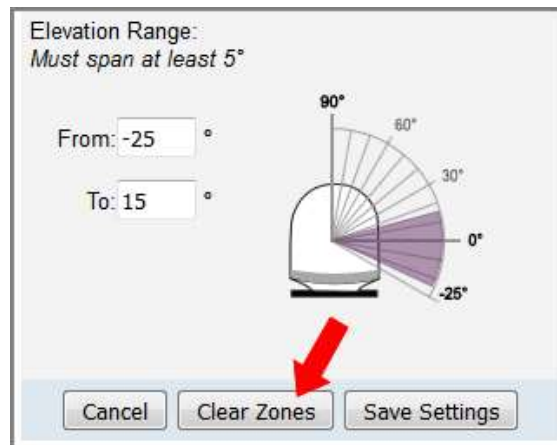 Elevation Range:
Must span at least 5°
90°
60°
From: -25 °
30°
To: 15 °
0°
-25°
Cancel
Clear Zones
Save Settings